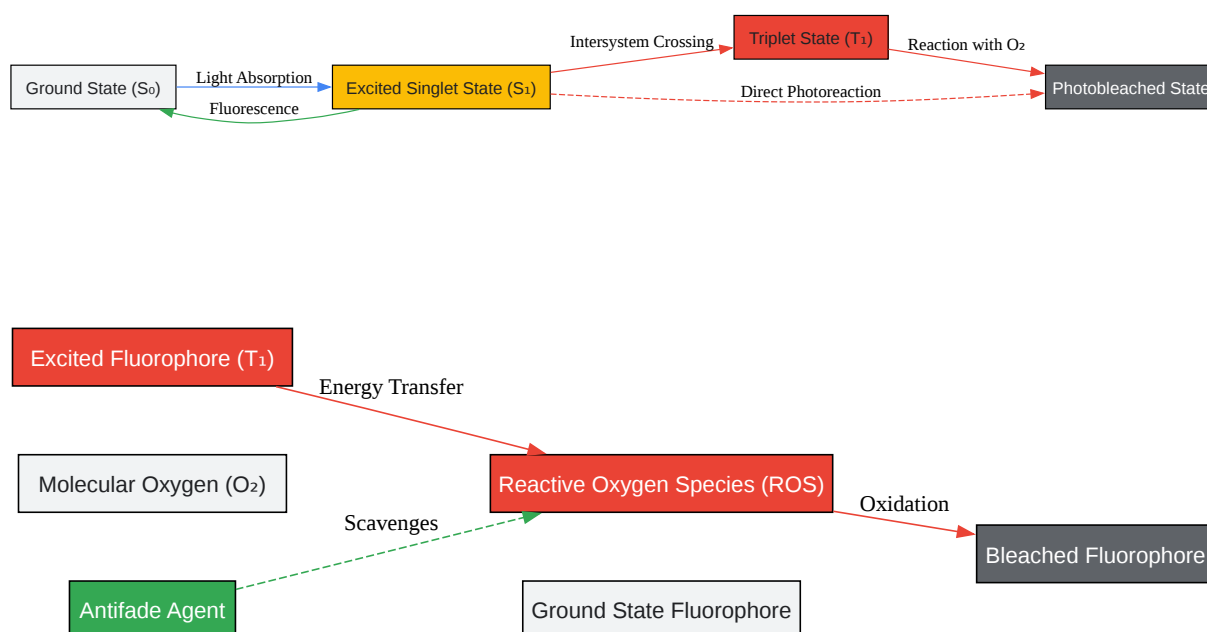 Intersystem Crossing
Triplet State (T₁)
Reaction with O₂
Ground State (S₀)
Light Absorption
Excited Singlet State (S₁)
Direct Photoreaction
Photobleached State
Fluorescence
Excited Fluorophore (T₁)
Energy Transfer
Molecular Oxygen (O₂)
Reactive Oxygen Species (ROS)
Scavenges
Oxidation
Bleached Fluorophore
Antifade Agent
Ground State Fluorophore